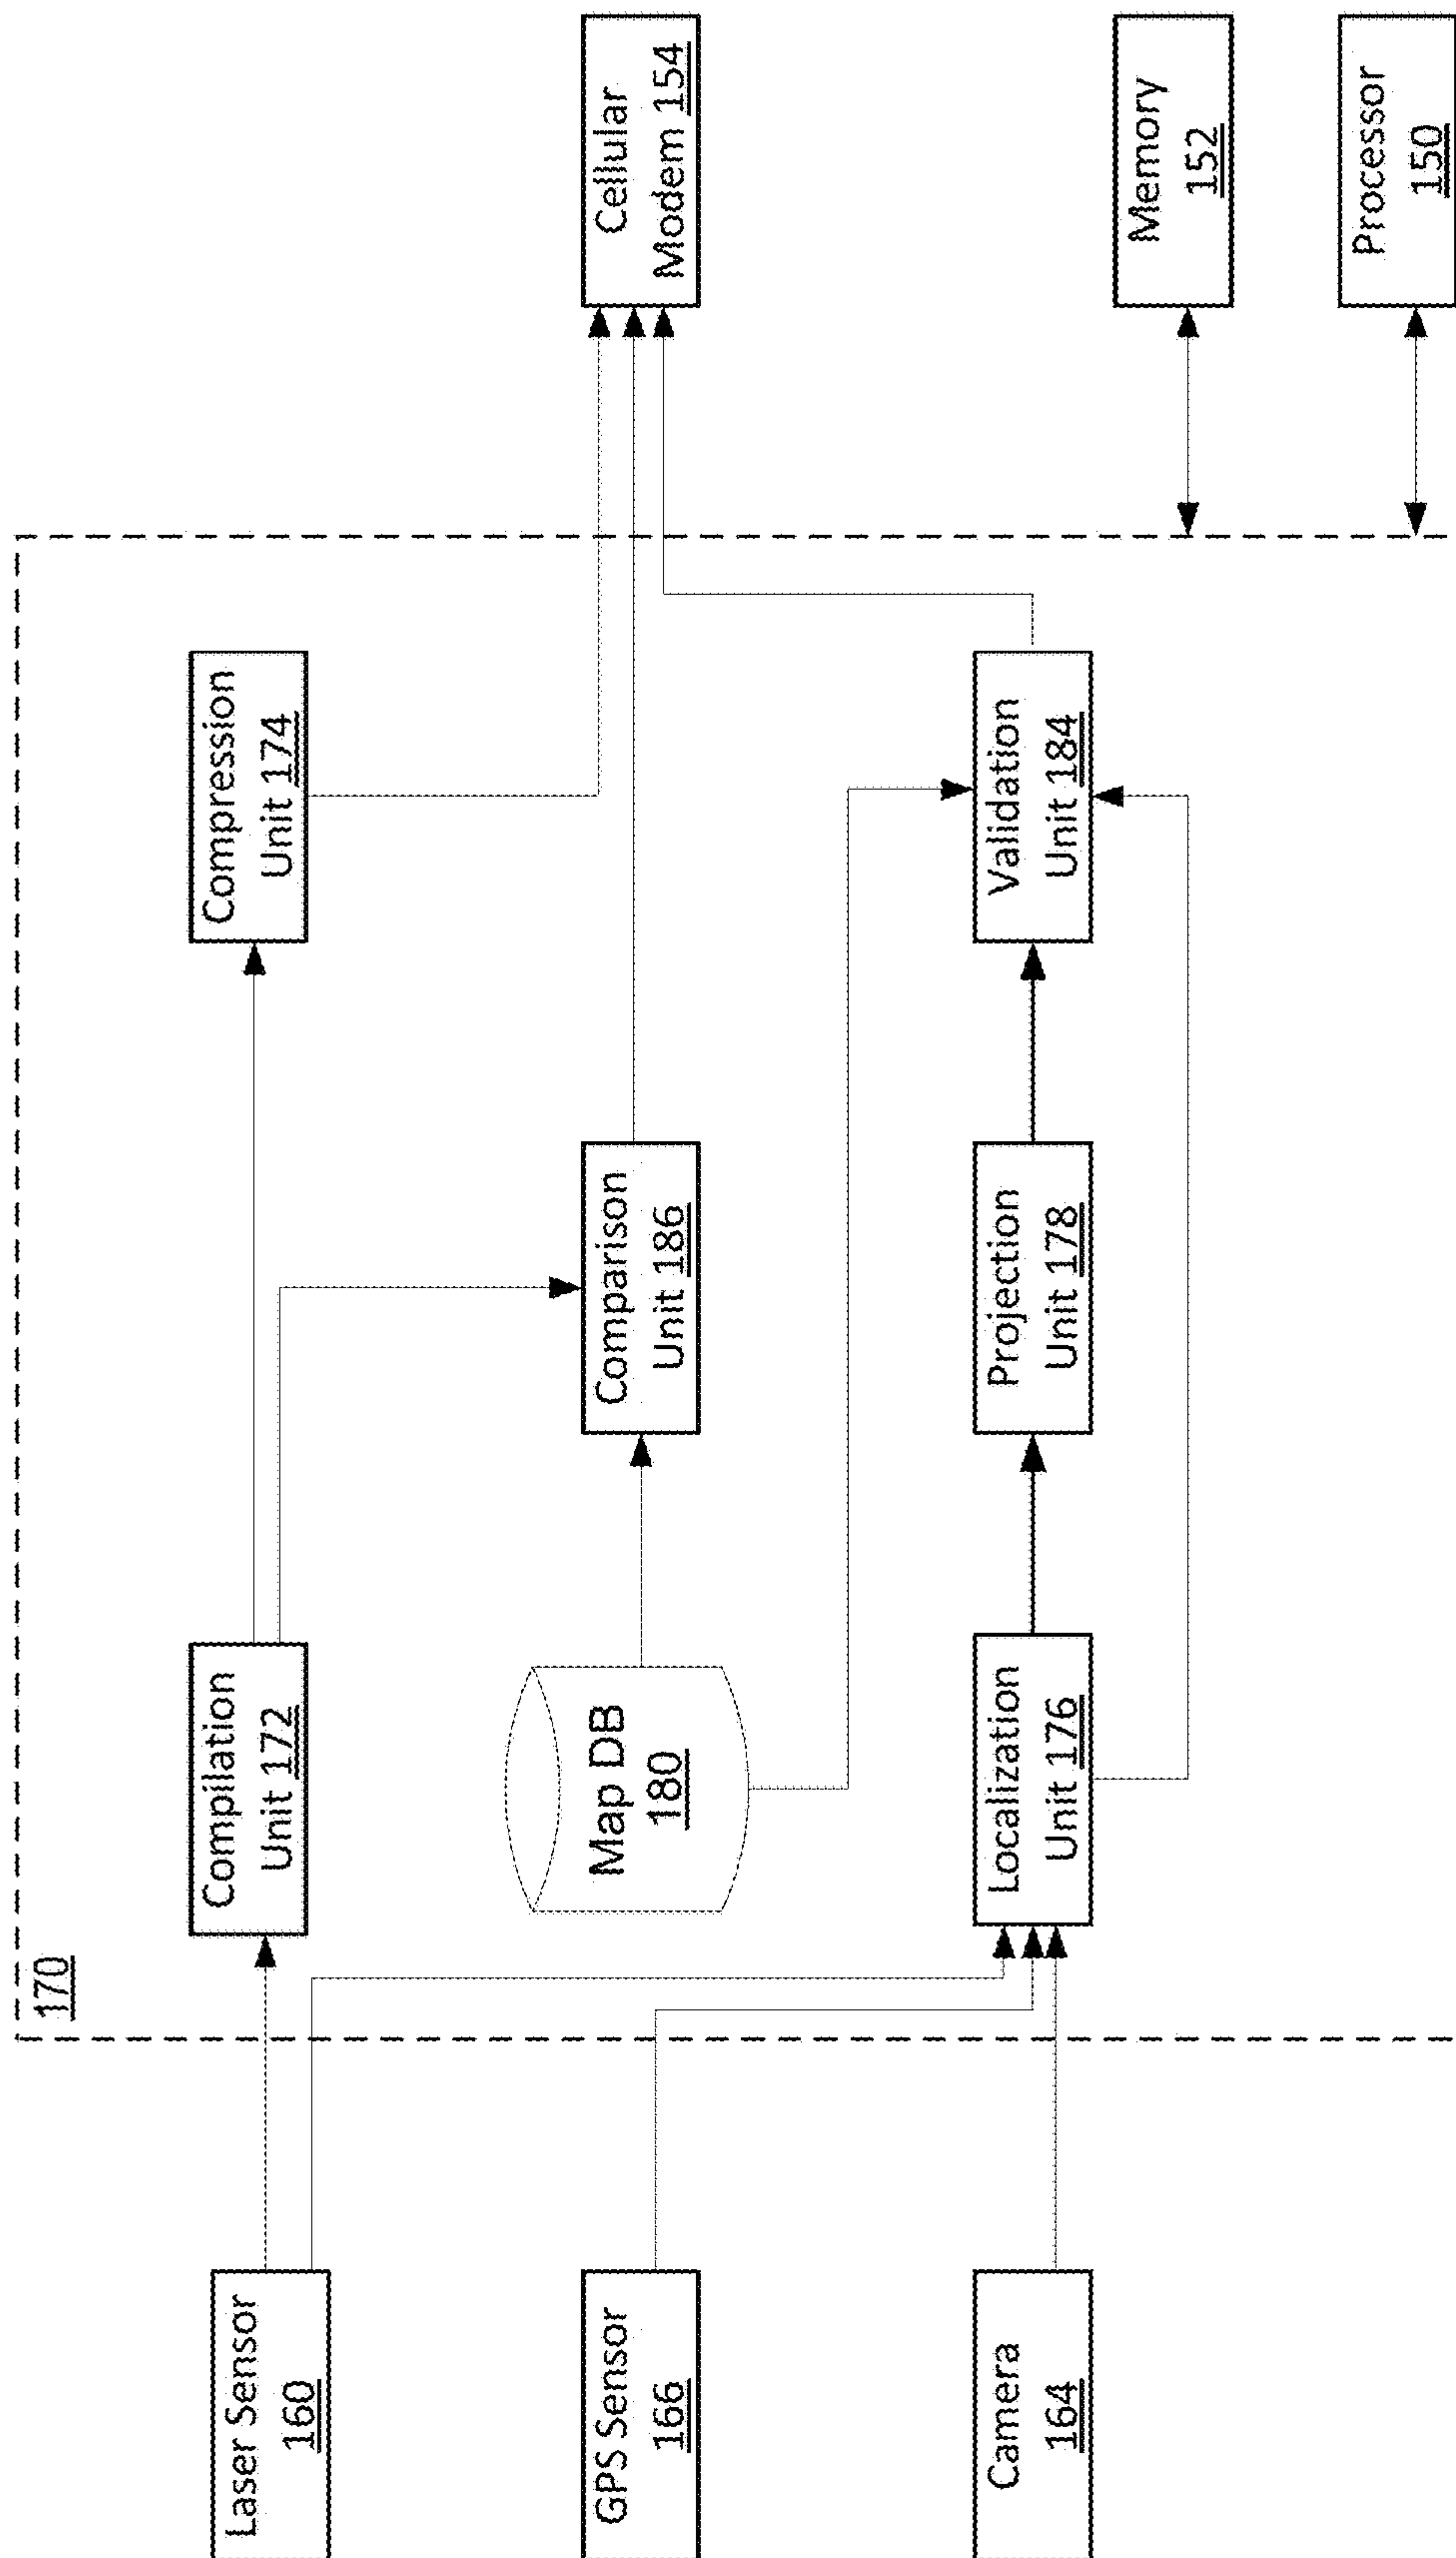 170
Laser Sensor
160
GPS Sensor
166
Camera
164
Compilation
Unit 172
Map DB
180
Localization
Unit 176
Comparison
Unit 186
Projection
Unit 178
Compression
Unit 174
Validation
Unit 184
Cellular
Modem 154
Memory
152
Processor
150